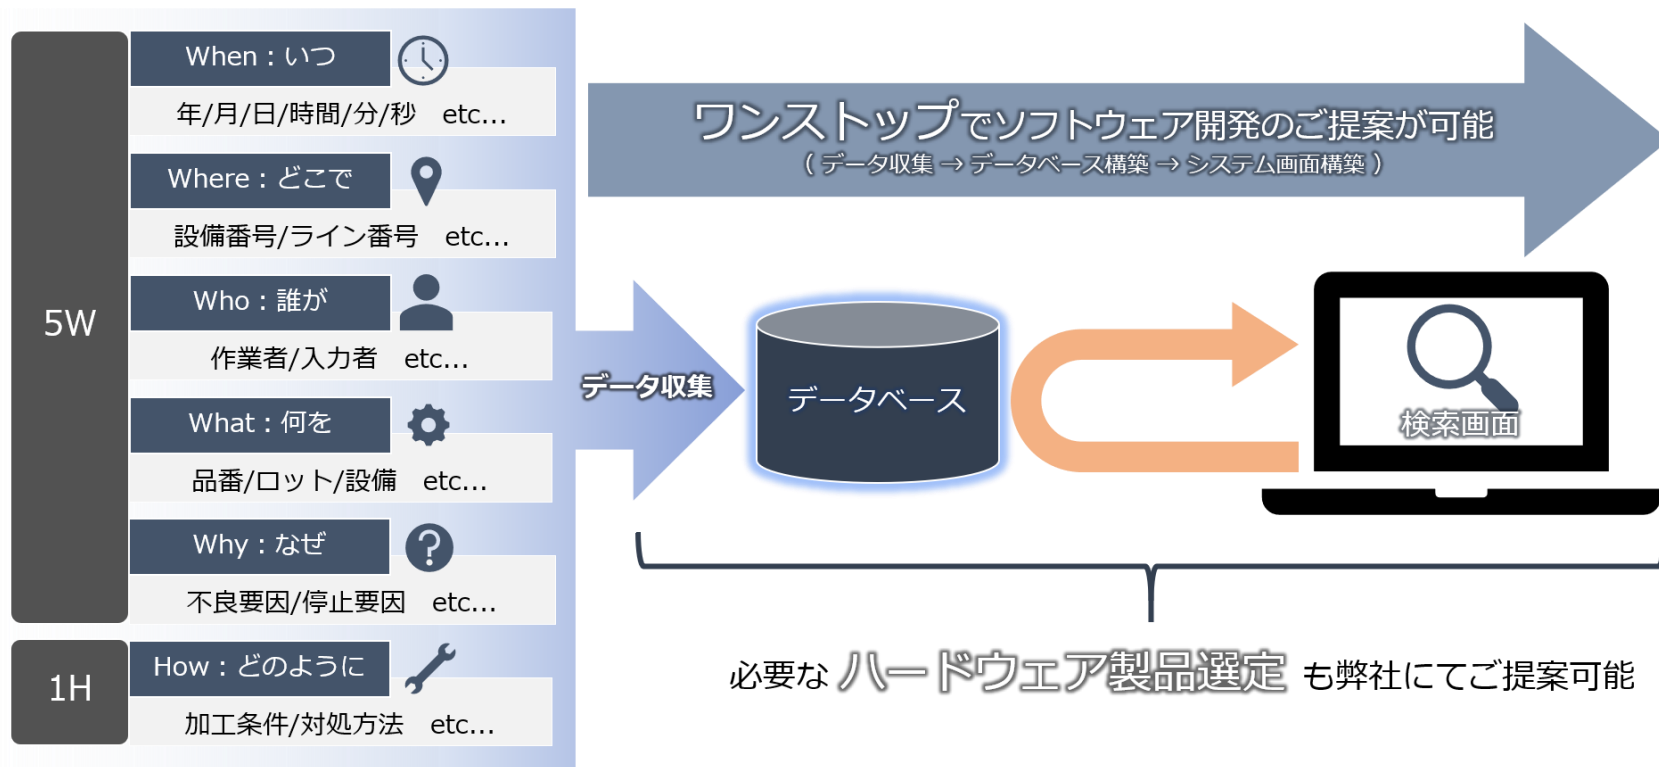 5W
When：いつ
年/月/日/時間/分/秒　etc...
Where：どこで
設備番号/ライン番号　etc...
Who：誰が
作業者/入力者　etc...
What：何を
品番/ロット/設備　etc...
Why：なぜ
不良要因/停止要因　etc...
1H
How：どのように
加工条件/対処方法　etc...
ワンストップでソフトウェア開発のご提案が可能
（ データ収集 → データベース構築 → システム画面構築 ）
データ収集
データベース
検索画面
必要な ハードウェア製品選定 も弊社にてご提案可能